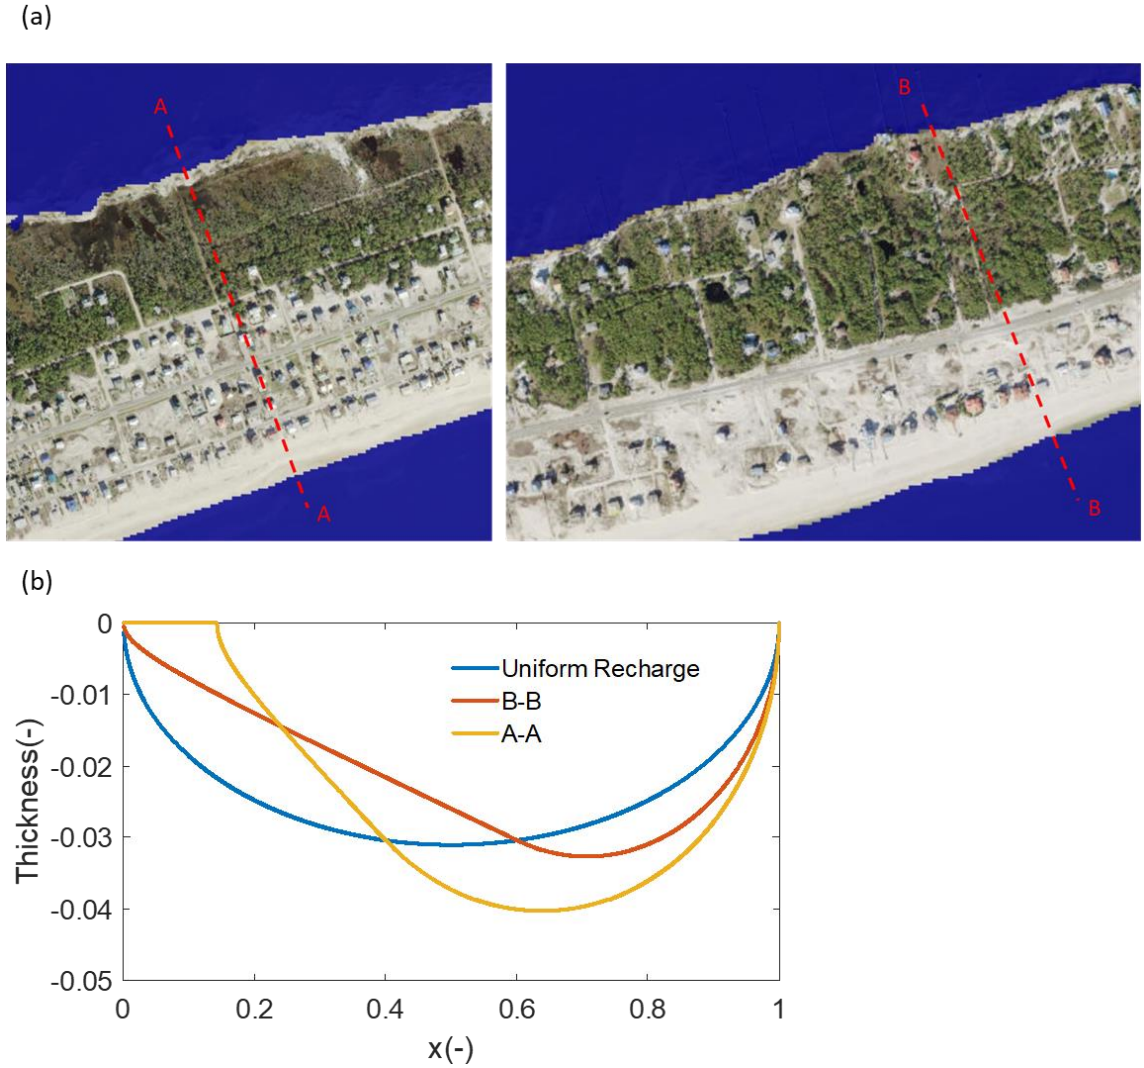 (a)
A
B
A
B
(b)
Thickness(-)
0
-0.01
-0.02
-0.03
-0.04
-0.05
Uniform Recharge
B-B
A-A
0 0.2 0.4 0.6 0.8 1
x(-)